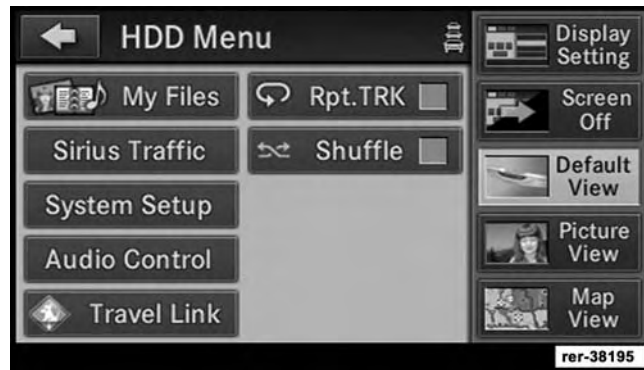 HDD Menu
My Files
Rpt.TRK
Sirius Traffic
Shuffle
System Setup
Audio Control
Travel Link
Display
Setting
Screen
Off
Default
View
Picture
View
Map
View
rer-38195